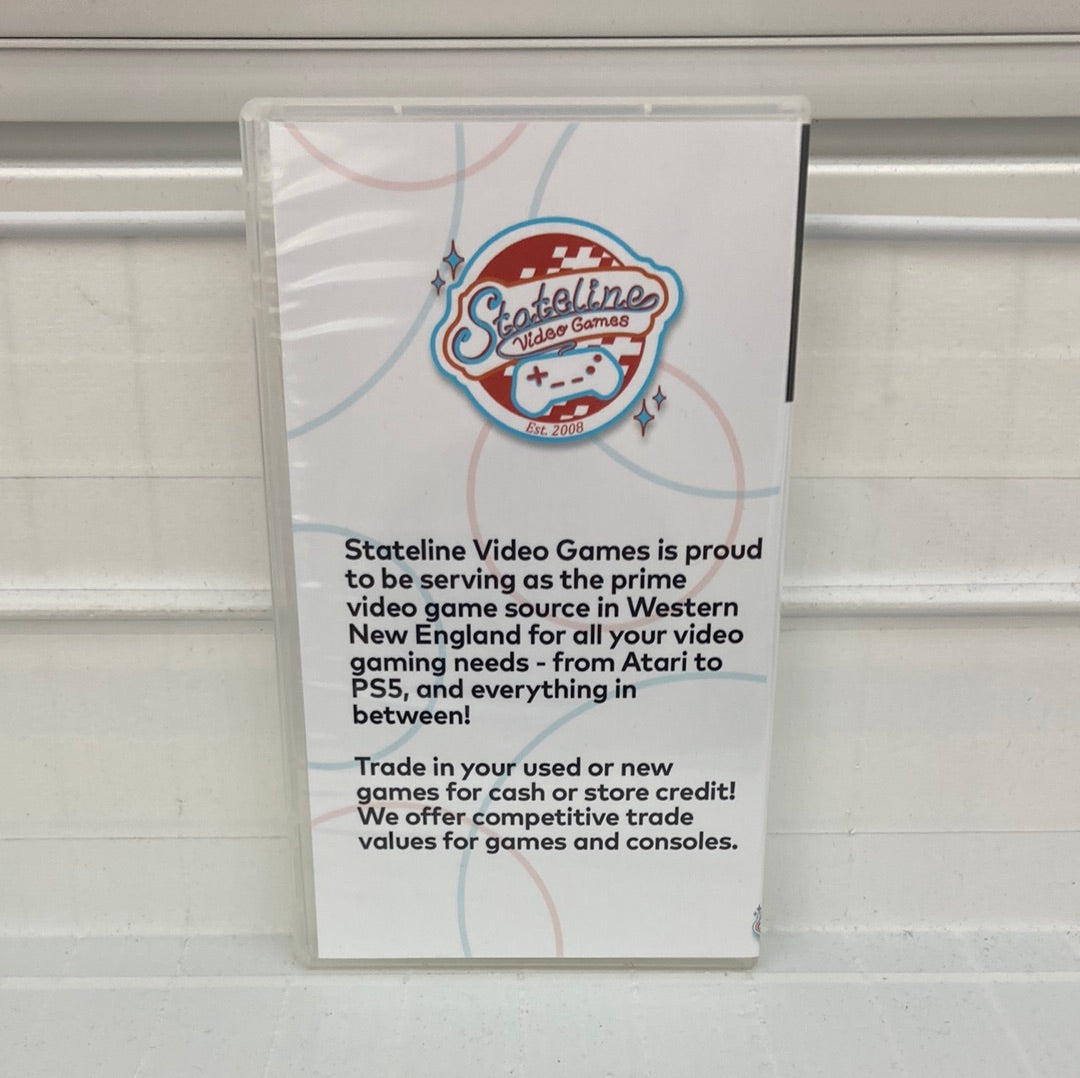 Stateline
Video Games
Est. 2008
Stateline Video Games is proud
to be serving as the prime
video game source in Western
New England for all your video
gaming needs - from Atari to
PS5, and everything in
between!
Trade in your used or new
games for cash or store credit!
We offer competitive trade
values for games and consoles.